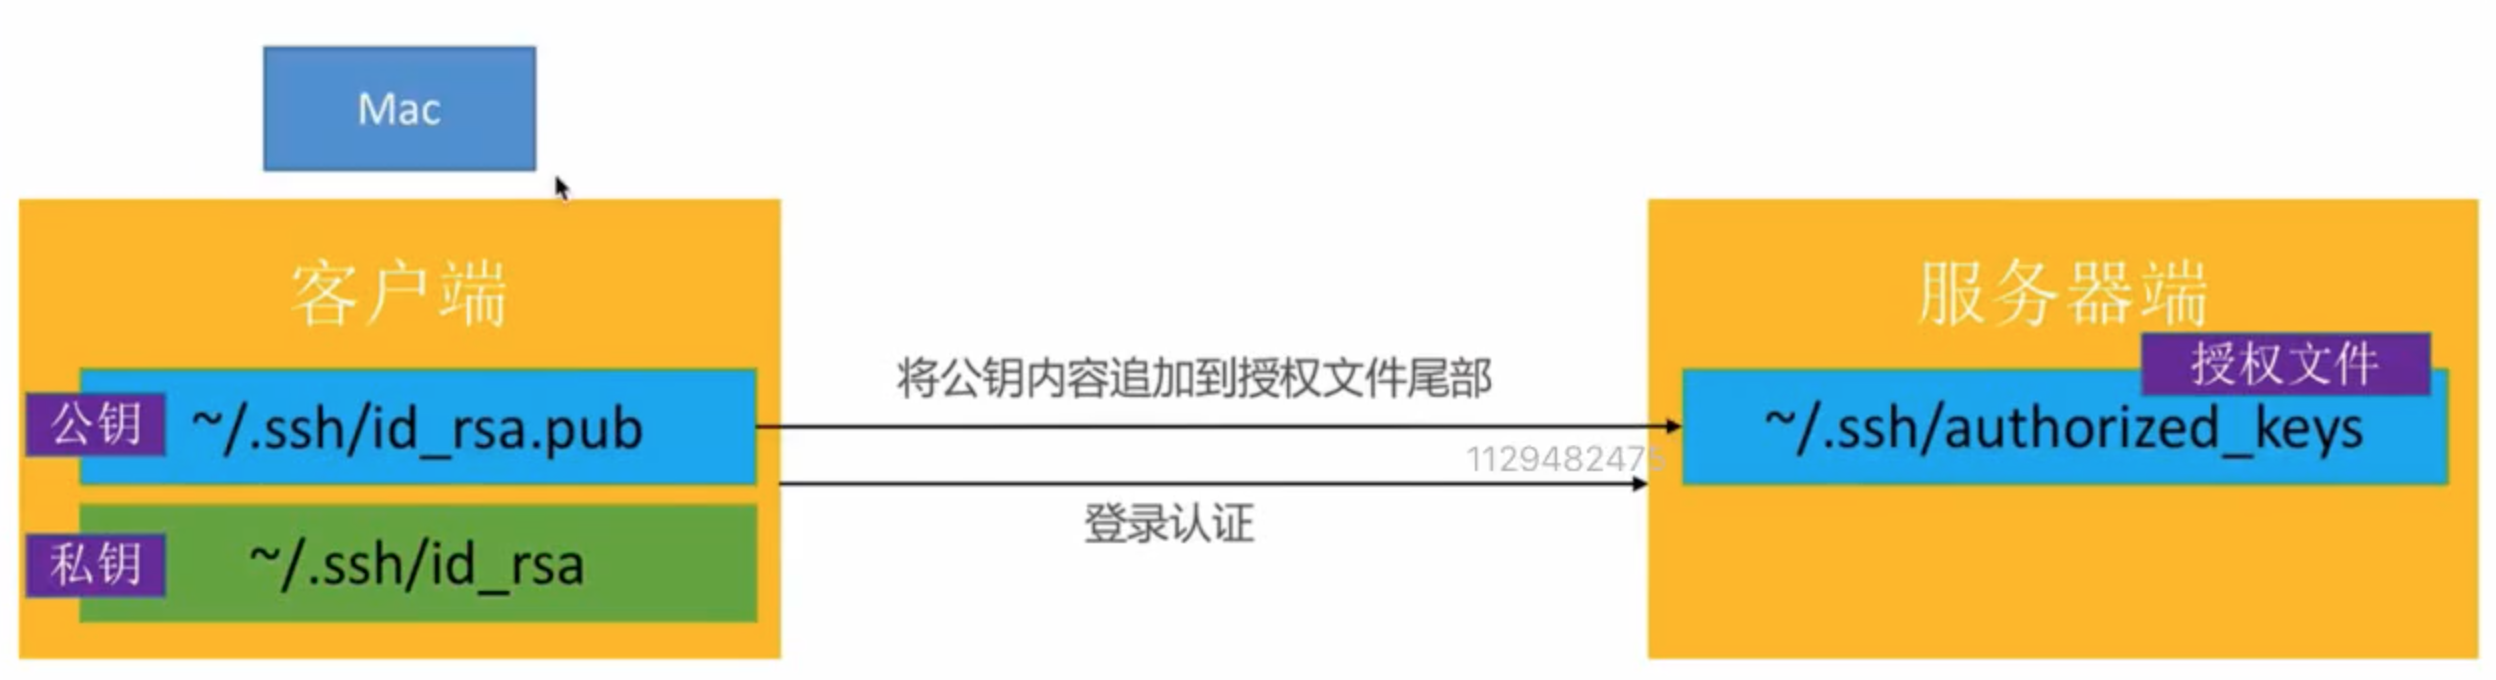 Mac
客户端
公钥
~/.ssh/id_rsa.pub
私钥
~/.ssh/id_rsa
将公钥内容追加到授权文件尾部
1129482475
登录认证
服务器端
授权文件
~/.ssh/authorized_keys